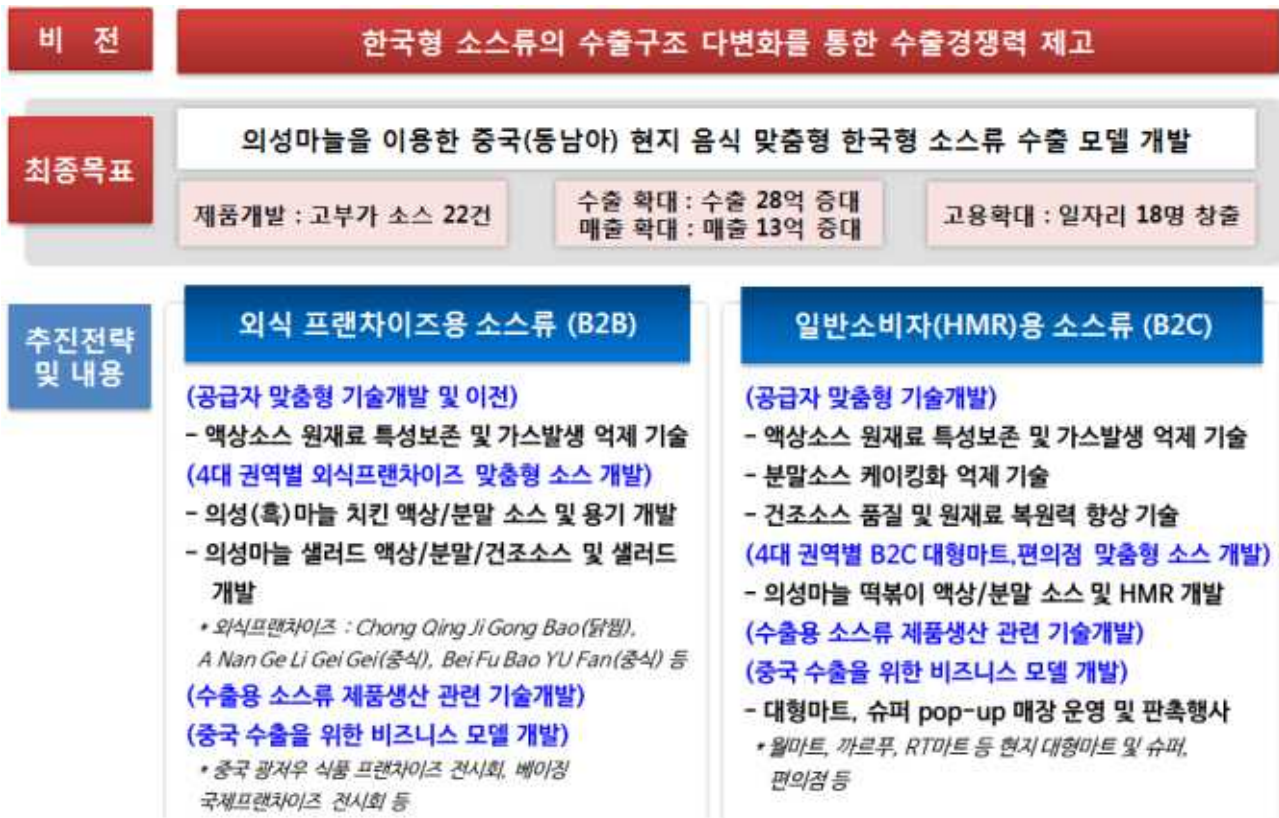 비 전
한국형 소스류의 수출구조 다변화를 통한 수출경쟁력 제고
최종목표
의성마늘을 이용한 중국(동남아) 현지 음식 맞춤형 한국형 소스류 수출 모델 개발
제품개발 : 고부가 소스 22건
수출 확대 : 수출 28억 증대
매출 확대 : 매출 13억 증대
고용확대 : 일자리 18명 창출
추진전략
및 내용
외식 프랜차이즈용 소스류 (B2B)
(공급자 맞춤형 기술개발 및 이전)
- 액상소스 원재료 특성보존 및 가스발생 억제 기술
(4대 권역별 외식프랜차이즈 맞춤형 소스 개발)
- 의성(흑)마늘 치킨 액상/분말 소스 및 용기 개발
- 의성마늘 샐러드 액상/분말/건조소스 및 샐러드
개발
* 외식프랜차이즈 : Chong Qing Ji Gong Bao(닭찜),
A Nan Ge Li Gei Gei(중식), Bei Fu Bao YU Fan(중식) 등
(수출용 소스류 제품생산 관련 기술개발)
(중국 수출을 위한 비즈니스 모델 개발)
* 중국 광저우 식품 프랜차이즈 전시회, 베이징
국제프랜차이즈 전시회 등
일반소비자(HMR)용 소스류 (B2C)
(공급자 맞춤형 기술개발)
- 액상소스 원재료 특성보존 및 가스발생 억제 기술
- 분말소스 케이킹화 억제 기술
- 건조소스 품질 및 원재료 복원력 향상 기술
(4대 권역별 B2C 대형마트,편의점 맞춤형 소스 개발)
- 의성마늘 떡볶이 액상/분말 소스 및 HMR 개발
(수출용 소스류 제품생산 관련 기술개발)
(중국 수출을 위한 비즈니스 모델 개발)
- 대형마트, 슈퍼 pop-up 매장 운영 및 판촉행사
* 월마트, 까르푸, RT마트 등 현지 대형마트 및 슈퍼,
편의점 등